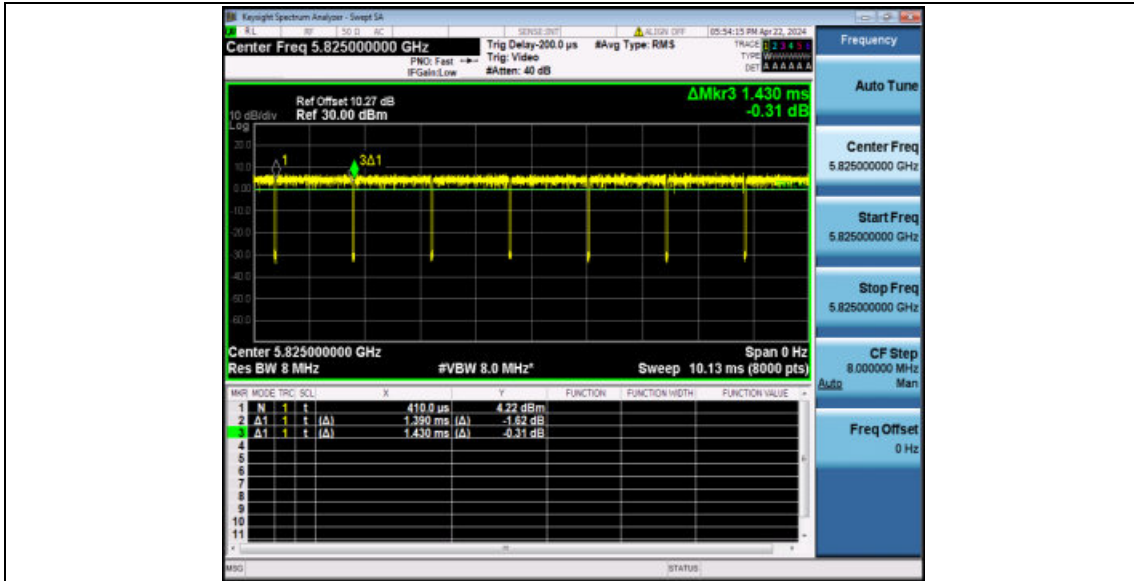 Keysight Spectrum Analyzer - Swept SA
RL RF 50 Ω AC SENSE:INT ALIGN OFF 05:54:15 PM Apr 22, 2024
Center Freq 5.825000000 GHz
PNO: Fast
IFGain:Low
Trig Delay-200.0 µs
Trig: Video
#Atten: 40 dB
#Avg Type: RMS
TRACE 1 2 3 4 5 6
TYPE
DET A A A A A A
ΔMkr3 1.430 ms
-0.31 dB
Ref Offset 10.27 dB
10 dB/div Ref 30.00 dBm
Log
20.0
10.0
0.00
-10.0
-20.0
-30.0
-40.0
-50.0
-60.0
1
3Δ1
Center 5.825000000 GHz Span 0 Hz
Res BW 8 MHz #VBW 8.0 MHz* Sweep 10.13 ms (8000 pts)
MKR MODE TRC SCL X Y FUNCTION FUNCTION WIDTH FUNCTION VALUE
1 N 1 t 410.0 µs 4.22 dBm
2 Δ1 1 t (Δ) 1.390 ms (Δ) -1.62 dB
3 Δ1 1 t (Δ) 1.430 ms (Δ) -0.31 dB
4
5
6
7
8
9
10
11
MSG STATUS
Frequency
Auto Tune
Center Freq
5.825000000 GHz
Start Freq
5.825000000 GHz
Stop Freq
5.825000000 GHz
CF Step
8.000000 MHz
Auto Man
Freq Offset
0 Hz